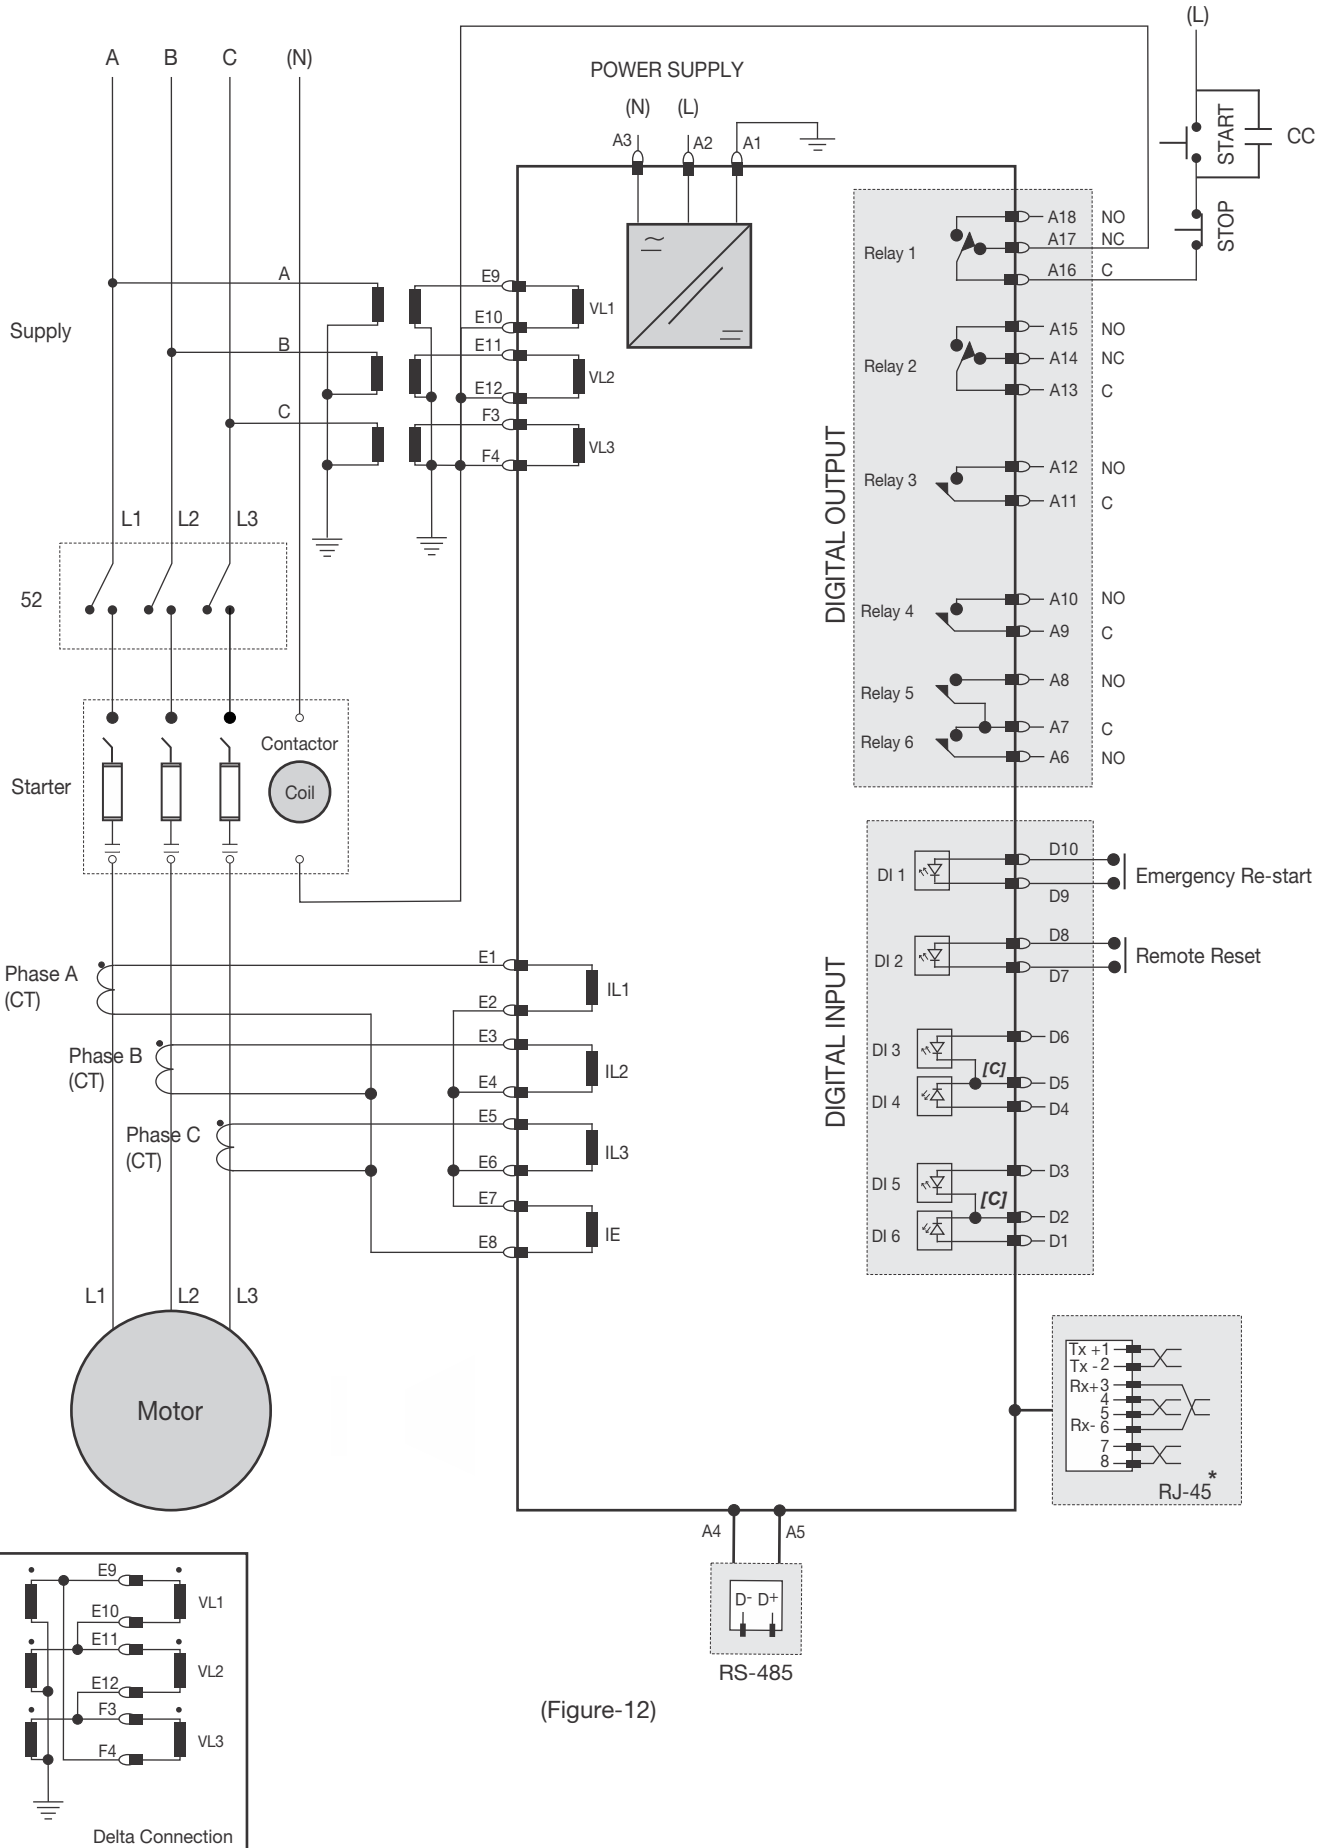 (L)
A
B
C
(N)
POWER SUPPLY
(N)
(L)
A3
A2
A1
START
CC
STOP
A18
NO
A17
NC
A16
C
Relay 1
A
E9
E10
VL1
Supply
B
E11
E12
VL2
C
F3
F4
VL3
A15
NO
A14
NC
A13
C
Relay 2
DIGITAL OUTPUT
A12
NO
A11
C
Relay 3
L1
L2
L3
52
A10
NO
A9
C
Relay 4
A8
NO
Relay 5
A7
C
Relay 6
A6
NO
Starter
Contactor
Coil
DI 1
D10
D9
Emergency Re-start
DI 2
D8
D7
Remote Reset
DIGITAL INPUT
DI 3
D6
[C]
D5
DI 4
D4
D3
DI 5
[C]
D2
DI 6
D1
Phase A
(CT)
E1
E2
IL1
Phase B
(CT)
E3
E4
IL2
Phase C
(CT)
E5
E6
IL3
E7
E8
IE
L1
L2
L3
Motor
Tx +1
Tx - 2
Rx+ 3
4
5
Rx- 6
7
8
RJ-45*
A4
A5
D- D+
RS-485
(Figure-12)
E9
E10
VL1
E11
E12
VL2
F3
F4
VL3
Delta Connection